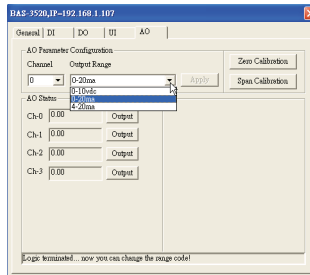 BAS-3520,IP-192.168.1.107
General DI DO UI AO
AO Parameter Configuration
Channel Output Range
0 0-20ma Apply
Zero Calibration
Span Calibration
0-10vdc
0-20ma
4-20ma
AO Status
Ch-0 0.00 Output
Ch-1 0.00 Output
Ch-2 0.00 Output
Ch-3 0.00 Output
Logic terminated... now you can change the range code!